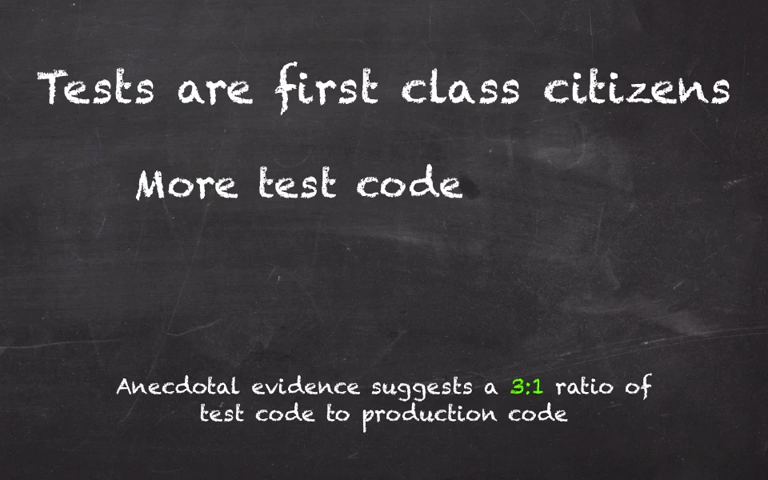 Tests are first class citizens
More test code
Anecdotal evidence suggests a 3:1 ratio of
test code to production code